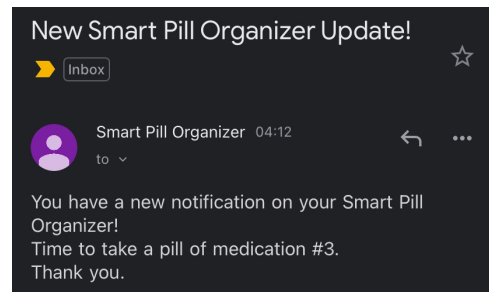 New Smart Pill Organizer Update!
Inbox
Smart Pill Organizer 04:12
to
You have a new notification on your Smart Pill
Organizer!
Time to take a pill of medication #3.
Thank you.